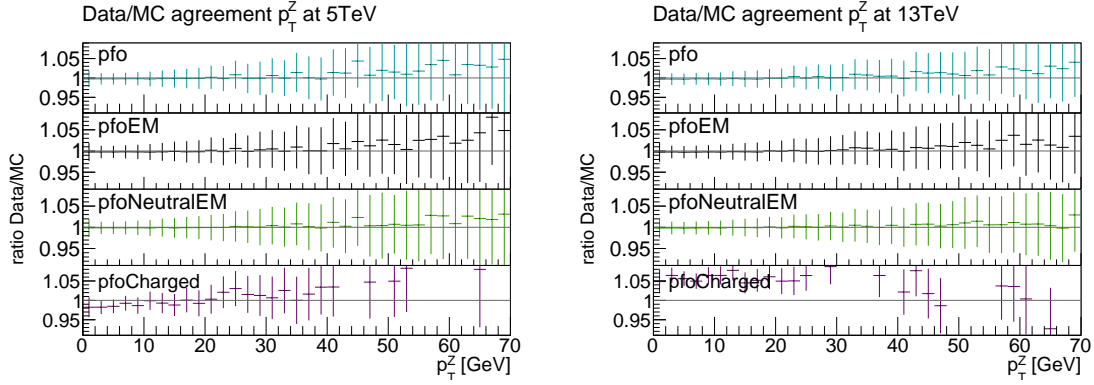 Data/MC agreement p_T^Z at 5TeV
ratio Data/MC
1.05
1
0.95
pfo
1.05
1
0.95
pfoEM
1.05
1
0.95
pfoNeutralEM
1.05
1
0.95
pfoCharged
0 10 20 30 40 50 60 70
p_T^Z [GeV]
Data/MC agreement p_T^Z at 13TeV
ratio Data/MC
1.05
1
0.95
pfo
1.05
1
0.95
pfoEM
1.05
1
0.95
pfoNeutralEM
1.05
1
0.95
pfoCharged
0 10 20 30 40 50 60 70
p_T^Z [GeV]